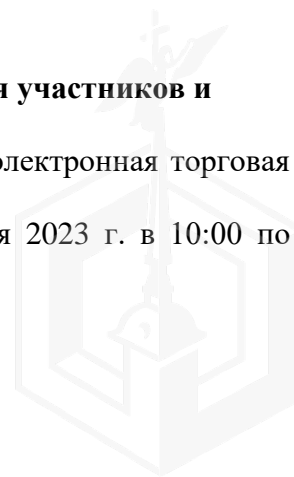 я участников и
электронная торговая
я 2023 г. в 10:00 по